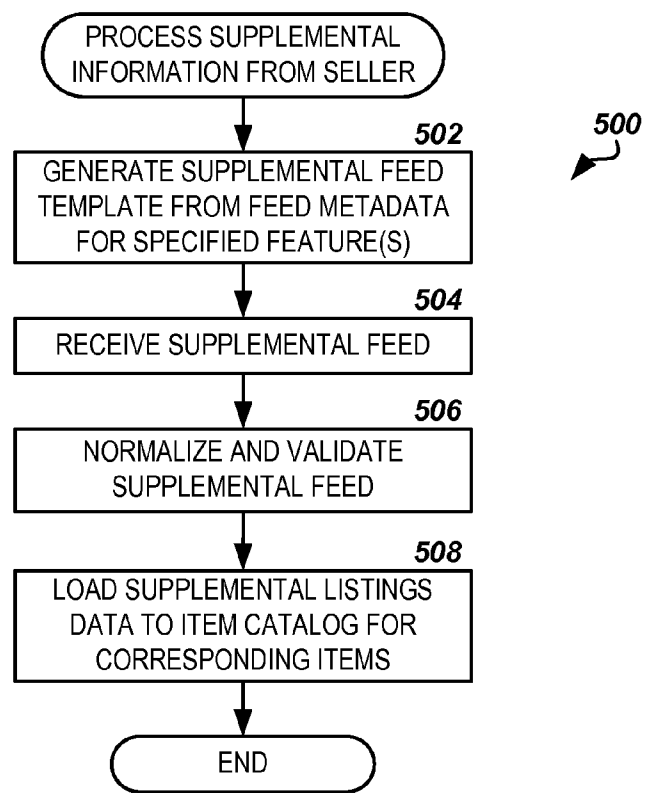 PROCESS SUPPLEMENTAL
INFORMATION FROM SELLER
500
502
GENERATE SUPPLEMENTAL FEED
TEMPLATE FROM FEED METADATA
FOR SPECIFIED FEATURE(S)
504
RECEIVE SUPPLEMENTAL FEED
506
NORMALIZE AND VALIDATE
SUPPLEMENTAL FEED
508
LOAD SUPPLEMENTAL LISTINGS
DATA TO ITEM CATALOG FOR
CORRESPONDING ITEMS
END